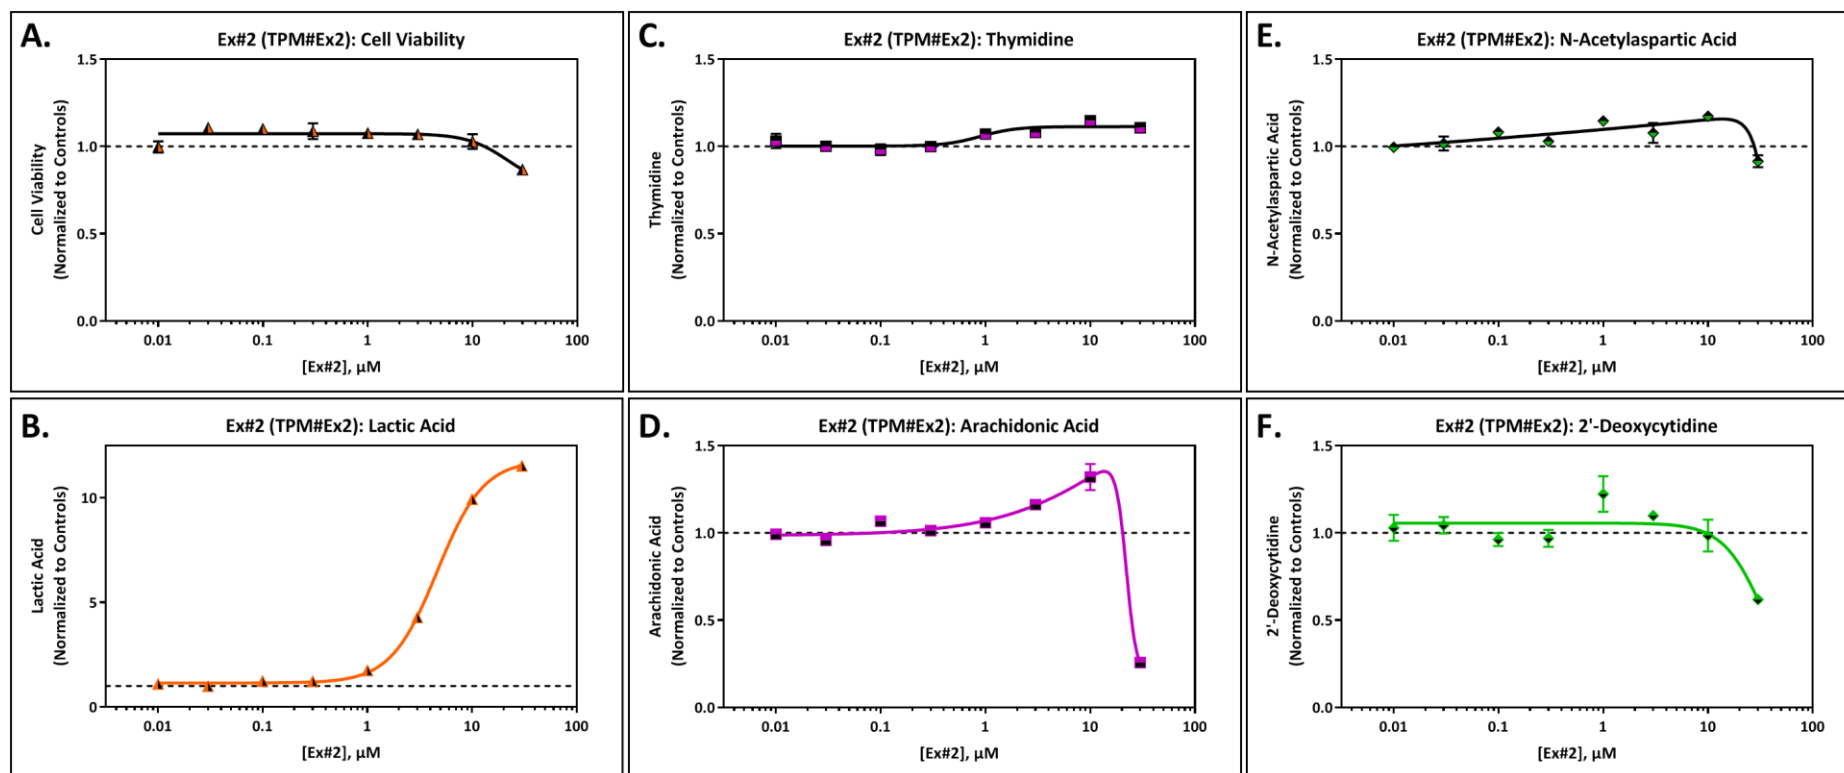 A.
Ex#2 (TPM#Ex2): Cell Viability
Cell Viability
(Normalized to Controls)
1.5
1.0
0.5
0.0
0.01 0.1 1 10 100
[Ex#2], µM
B.
Ex#2 (TPM#Ex2): Lactic Acid
Lactic Acid
(Normalized to Controls)
10
5
0
0.01 0.1 1 10 100
[Ex#2], µM
C.
Ex#2 (TPM#Ex2): Thymidine
Thymidine
(Normalized to Controls)
1.5
1.0
0.5
0.0
0.01 0.1 1 10 100
[Ex#2], µM
D.
Ex#2 (TPM#Ex2): Arachidonic Acid
Arachidonic Acid
(Normalized to Controls)
1.5
1.0
0.5
0.0
0.01 0.1 1 10 100
[Ex#2], µM
E.
Ex#2 (TPM#Ex2): N-Acetylaspartic Acid
N-Acetylaspartic Acid
(Normalized to Controls)
1.5
1.0
0.5
0.0
0.01 0.1 1 10 100
[Ex#2], µM
F.
Ex#2 (TPM#Ex2): 2'-Deoxycytidine
2'-Deoxycytidine
(Normalized to Controls)
1.5
1.0
0.5
0.0
0.01 0.1 1 10 100
[Ex#2], µM